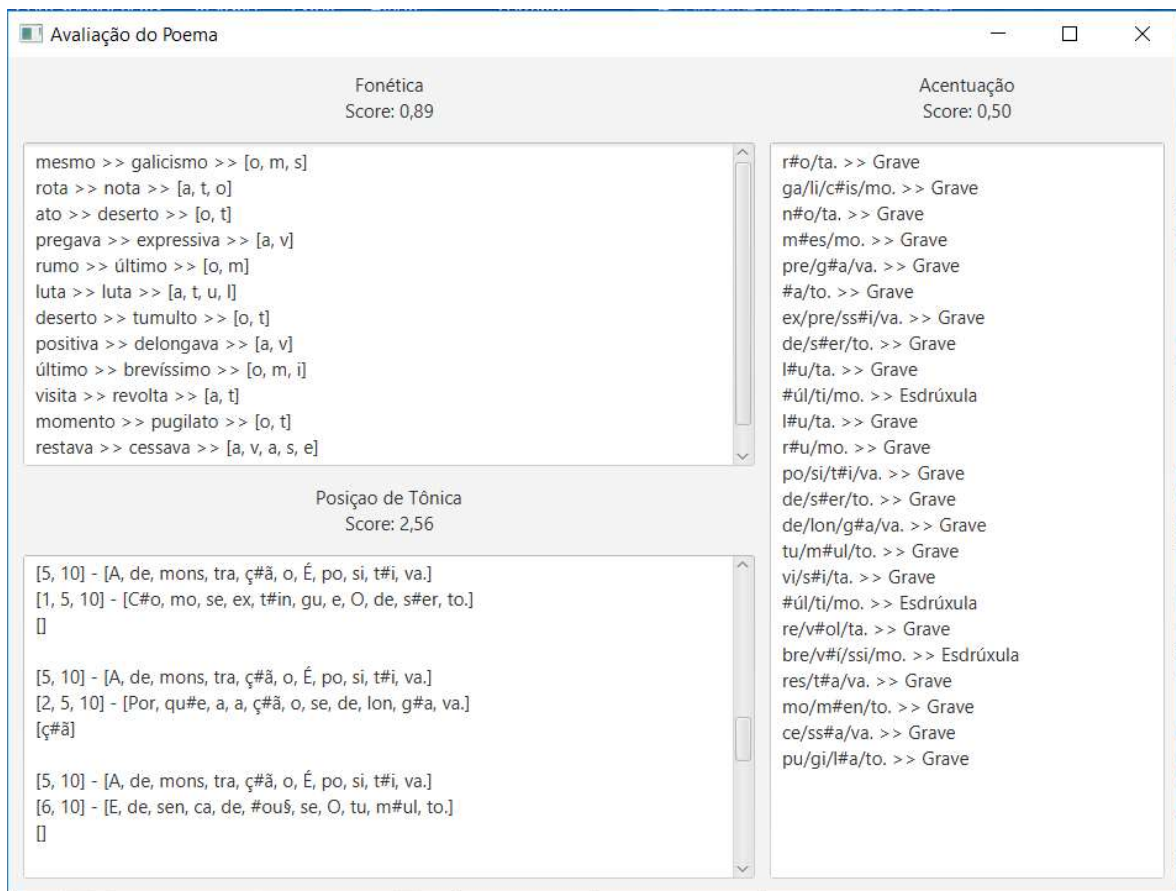 Avaliação do Poema
Fonética
Score: 0,89
mesmo >> galicismo >> [o, m, s]
rota >> nota >> [a, t, o]
ato >> deserto >> [o, t]
pregava >> expressiva >> [a, v]
rumo >> último >> [o, m]
luta >> luta >> [a, t, u, l]
deserto >> tumulto >> [o, t]
positiva >> delongava >> [a, v]
último >> brevíssimo >> [o, m, i]
visita >> revolta >> [a, t]
momento >> pugilato >> [o, t]
restava >> cessava >> [a, v, a, s, e]
Posiçao de Tônica
Score: 2,56
[5, 10] - [A, de, mons, tra, ç#ã, o, É, po, si, t#i, va.]
[1, 5, 10] - [C#o, mo, se, ex, t#in, gu, e, O, de, s#er, to.]
[]
[5, 10] - [A, de, mons, tra, ç#ã, o, É, po, si, t#i, va.]
[2, 5, 10] - [Por, qu#e, a, a, ç#ã, o, se, de, lon, g#a, va.]
[ç#ã]
[5, 10] - [A, de, mons, tra, ç#ã, o, É, po, si, t#i, va.]
[6, 10] - [E, de, sen, ca, de, #ou§, se, O, tu, m#ul, to.]
[]
Acentuação
Score: 0,50
r#o/ta. >> Grave
ga/li/c#is/mo. >> Grave
n#o/ta. >> Grave
m#es/mo. >> Grave
pre/g#a/va. >> Grave
#a/to. >> Grave
ex/pre/ss#i/va. >> Grave
de/s#er/to. >> Grave
l#u/ta. >> Grave
#úl/ti/mo. >> Esdrúxula
l#u/ta. >> Grave
r#u/mo. >> Grave
po/si/t#i/va. >> Grave
de/s#er/to. >> Grave
de/lon/g#a/va. >> Grave
tu/m#ul/to. >> Grave
vi/s#i/ta. >> Grave
#úl/ti/mo. >> Esdrúxula
re/v#ol/ta. >> Grave
bre/v#í/ssi/mo. >> Esdrúxula
res/t#a/va. >> Grave
mo/m#en/to. >> Grave
ce/ss#a/va. >> Grave
pu/gi/l#a/to. >> Grave